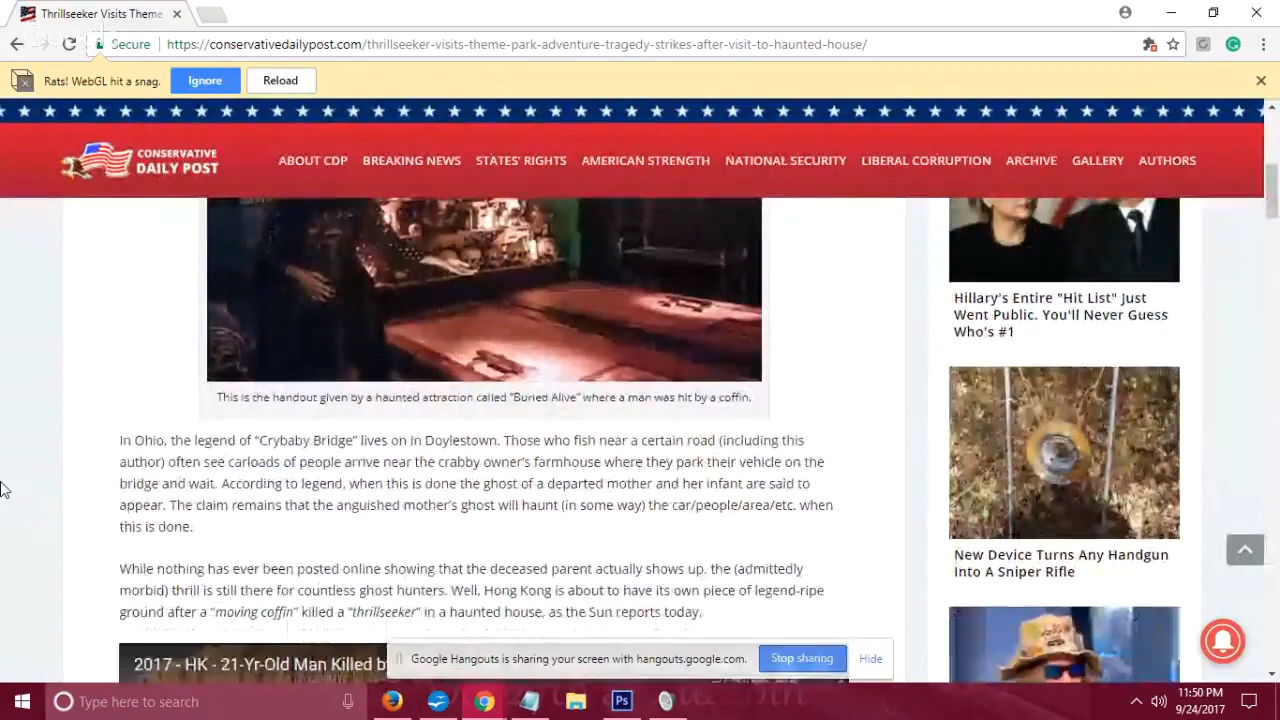 Thrillseeker Visits Theme
Secure
https://conservativedailypost.com/thrillseeker-visits-theme-park-adventure-tragedy-strikes-after-visit-to-haunted-house/
Rats! WebGL hit a snag.
Ignore
Reload
CONSERVATIVE
DAILY POST
ABOUT CDP
BREAKING NEWS
STATES' RIGHTS
AMERICAN STRENGTH
NATIONAL SECURITY
LIBERAL CORRUPTION
ARCHIVE
GALLERY
AUTHORS
This is the handout given by a haunted attraction called "Buried Alive" where a man was hit by a coffin.
In Ohio, the legend of “Crybaby Bridge” lives on in Doylestown. Those who fish near a certain road (including this
author) often see carloads of people arrive near the crabby owner’s farmhouse where they park their vehicle on the
bridge and wait. According to legend, when this is done the ghost of a departed mother and her infant are said to
appear. The claim remains that the anguished mother’s ghost will haunt (in some way) the car/people/area/etc. when
this is done.
While nothing has ever been posted online showing that the deceased parent actually shows up, the (admittedly
morbid) thrill is still there for countless ghost hunters. Well, Hong Kong is about to have its own piece of legend-ripe
ground after a “moving coffin” killed a “thrillseeker” in a haunted house, as the Sun reports today.
2017 - HK - 21-Yr-Old Man Killed b
Hillary's Entire "Hit List" Just
Went Public. You'll Never Guess
Who's #1
New Device Turns Any Handgun
Into A Sniper Rifle
Google Hangouts is sharing your screen with hangouts.google.com.
Stop sharing
Hide
Type here to search
11:50 PM
9/24/2017